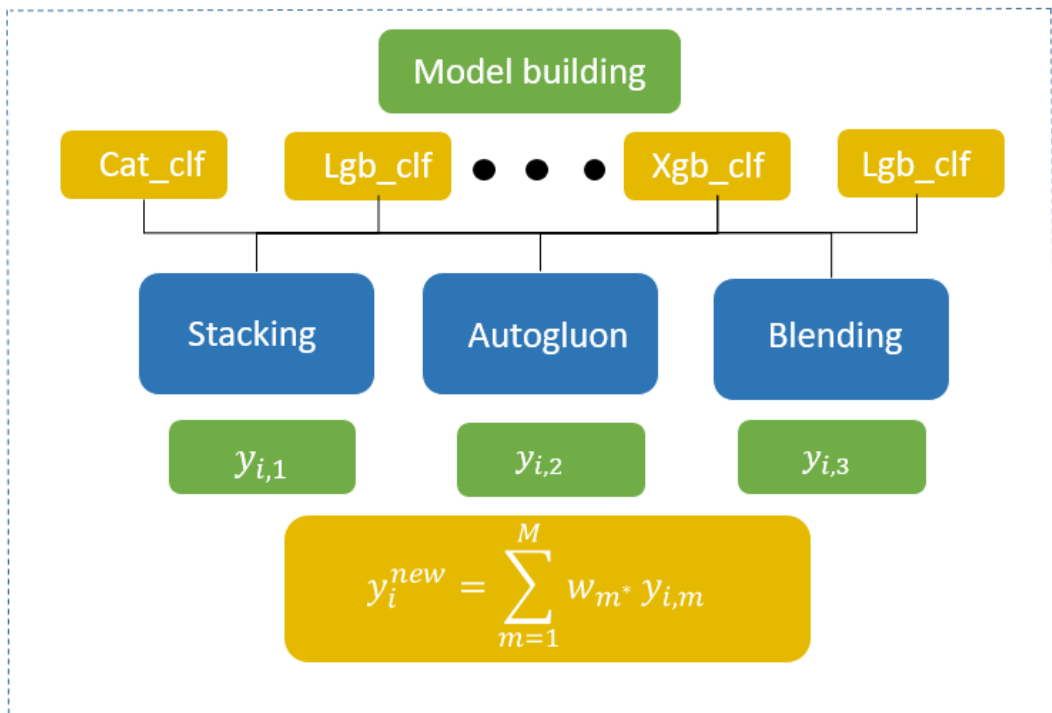 Model building
Cat_clf Lgb_clf • • • Xgb_clf Lgb_clf
Stacking Autogluon Blending
$y_{i,1}$ $y_{i,2}$ $y_{i,3}$
$y_i^{new} = \sum_{m=1}^{M} w_{m^*} y_{i,m}$